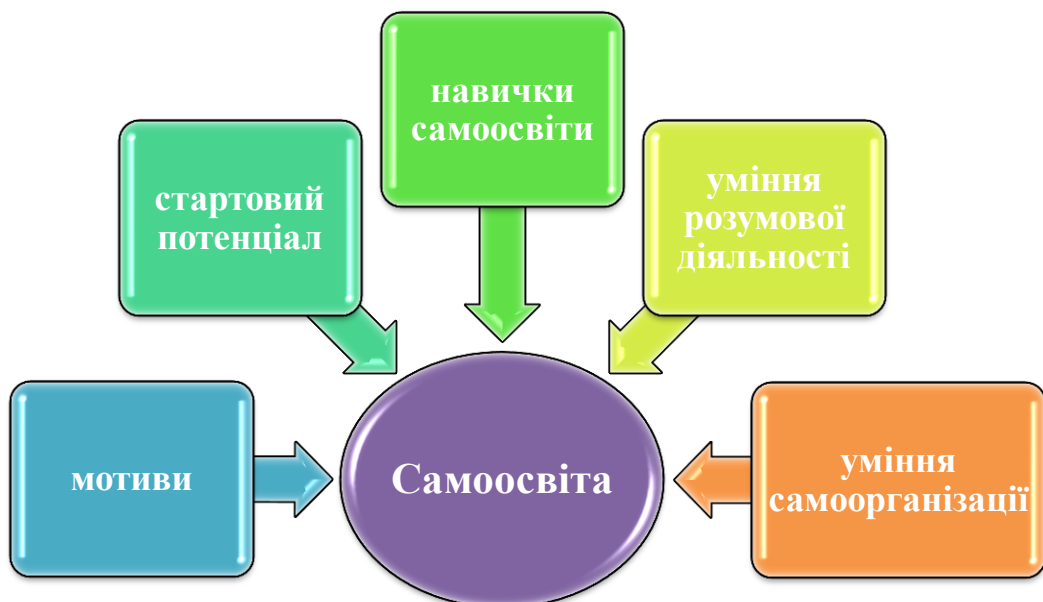 навички
самоосвіти
стартовий
потенціал
уміння
розумової
діяльності
мотиви
Самоосвіта
уміння
самоорганізації